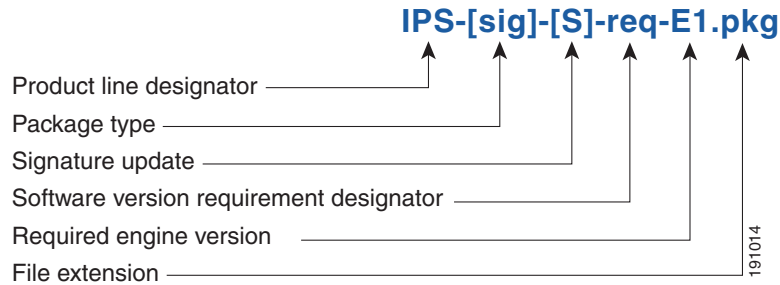 IPS-[sig]-[S]-req-E1.pkg
Product line designator
Package type
Signature update
Software version requirement designator
Required engine version
File extension
191014